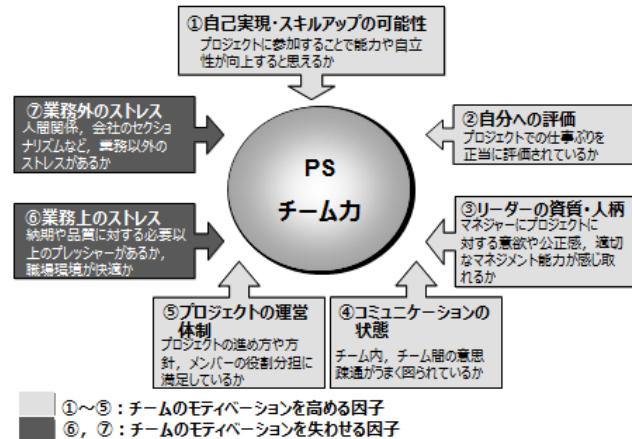 ①自己実現・スキルアップの可能性
プロジェクトに参加することで能力や自立
性が向上すると思えるか
⑦業務外のストレス
人間関係，会社のセクショ
ナリズムなど，業務以外の
ストレスがあるか
②自分への評価
プロジェクトでの仕事ぶりを
正当に評価されているか
PS
チーム力
⑥業務上のストレス
納期や品質に対する必要以
上のプレッシャーがあるか，
職場環境が快適か
③リーダーの資質・人柄
マネジャーにプロジェクトに
対する意欲や公正感，適切
なマネジメント能力が感じ取
れるか
⑤プロジェクトの運営
体制
プロジェクトの進め方や方
針，メンバーの役割分担に
満足しているか
④コミュニケーションの
状態
チーム内，チーム間の意思
疎通がうまく図られているか
①～⑤：チームのモティベーションを高める因子
⑥，⑦：チームのモティベーションを失わせる因子